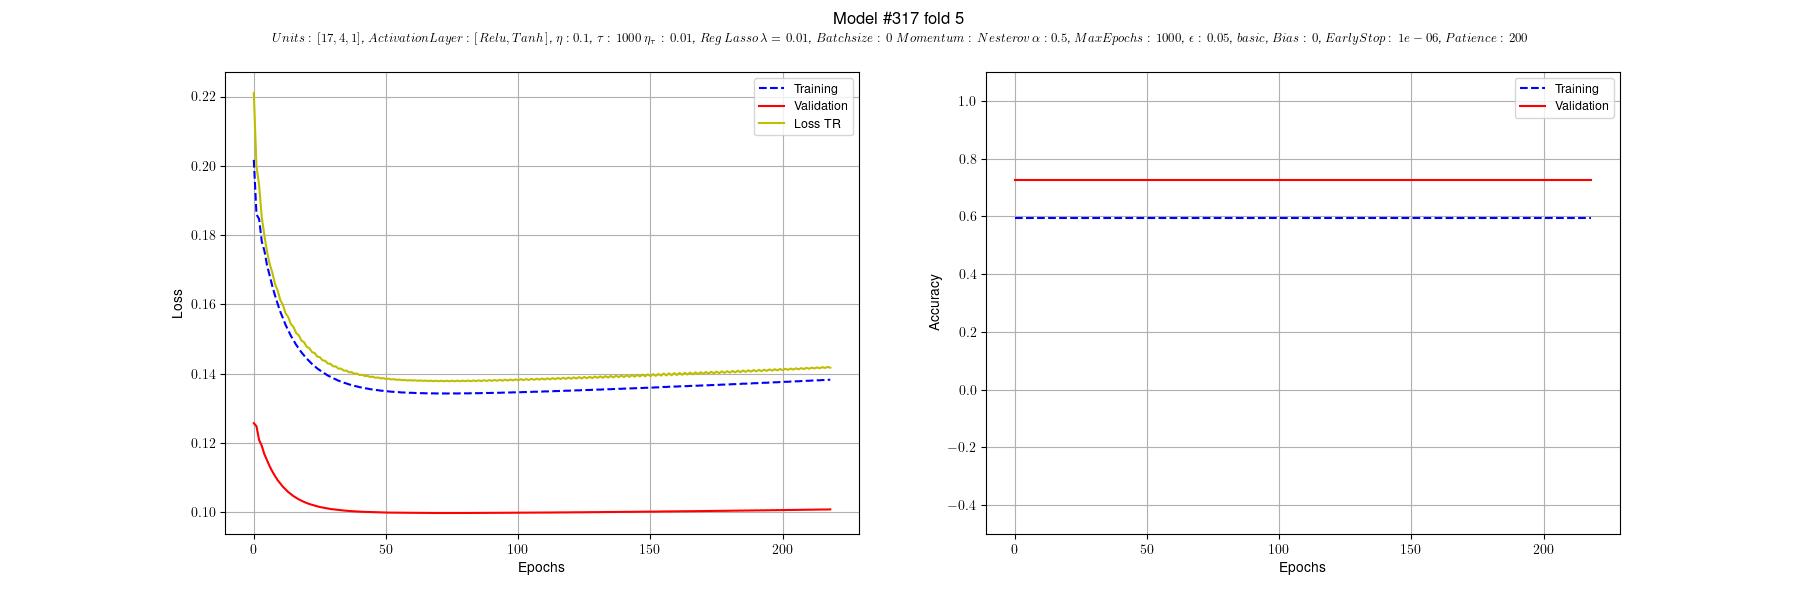 Model #317 fold 5
Units : [17, 4, 1], ActivationLayer : [Relu, Tanh], η : 0.1, τ : 1000 ητ : 0.01, Reg Lasso λ = 0.01, Batchsize : 0 Momentum : Nesterov α : 0.5, MaxEpochs : 1000, ϵ : 0.05, basic, Bias : 0, EarlyStop : 1e − 06, Patience : 200
Training
Validation
Loss TR
0.22
0.20
0.18
0.16
0.14
0.12
0.10
Loss
0
50
100
150
200
Epochs
Training
Validation
1.0
0.8
0.6
0.4
0.2
0.0
−0.2
−0.4
Accuracy
0
50
100
150
200
Epochs